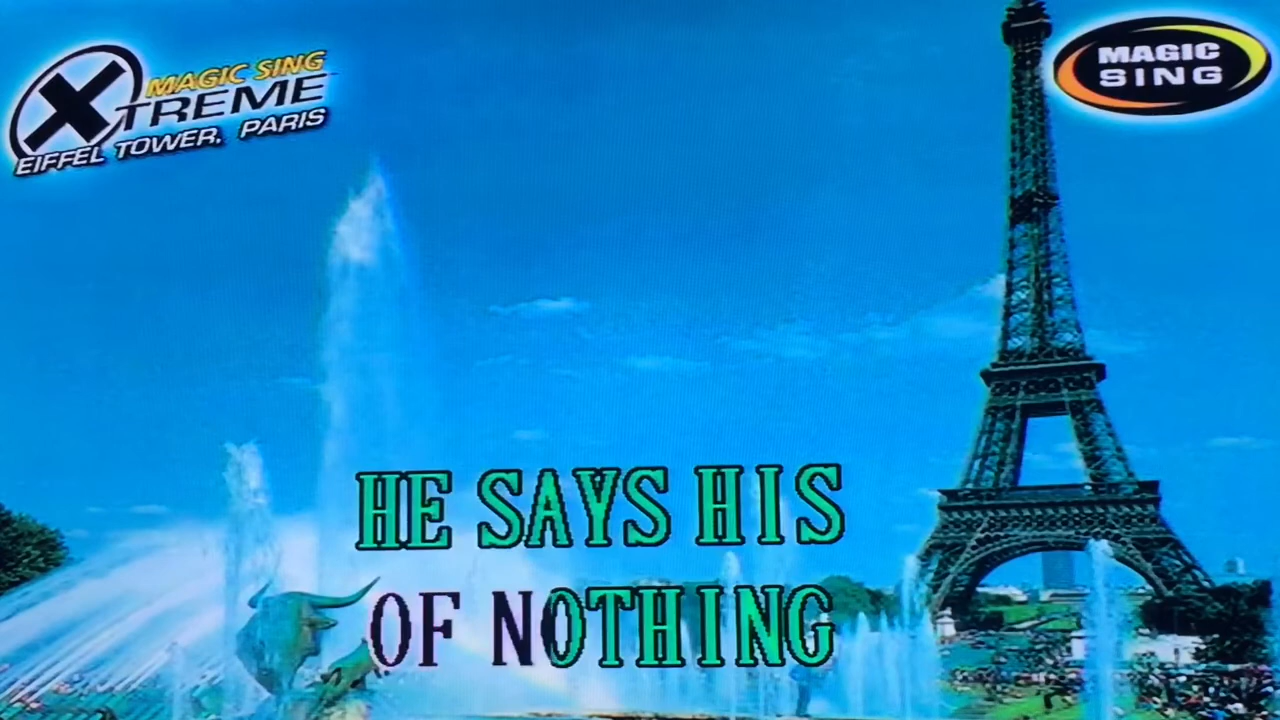 MAGIC SING
XTREME
EIFFEL TOWER, PARIS
MAGIC
SING
HE SAYS HIS
OF NOTHING